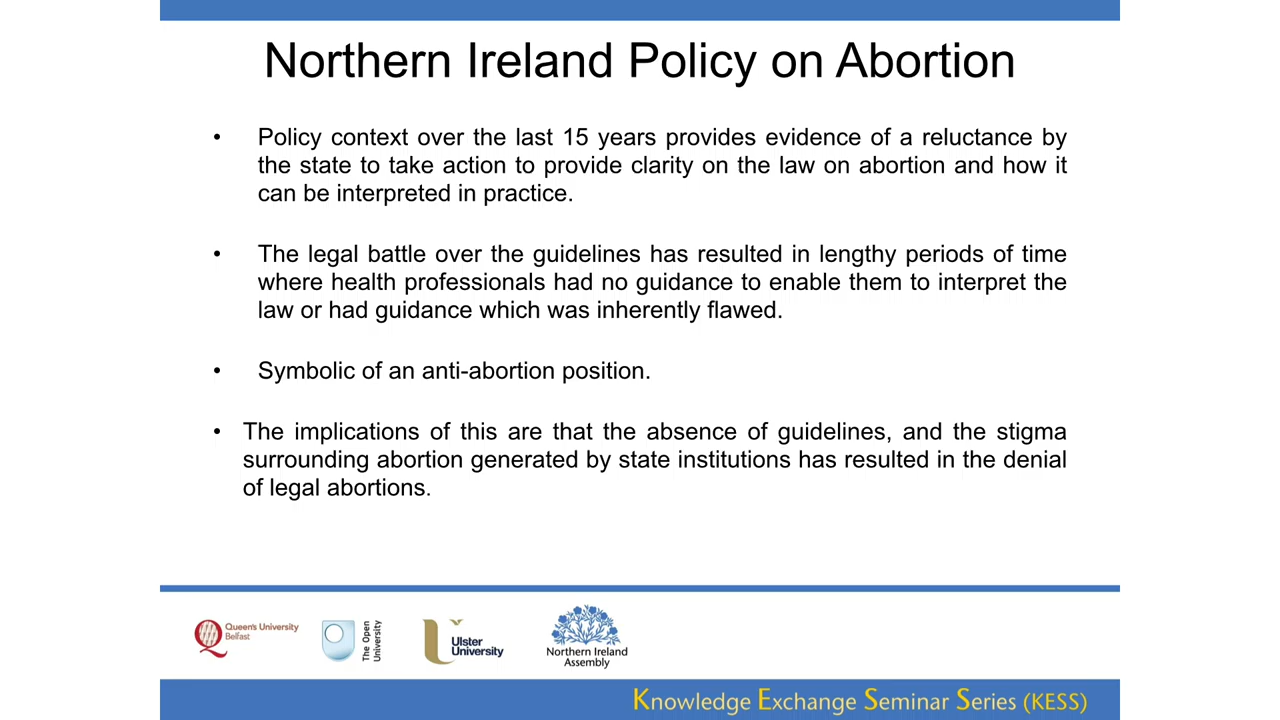 Northern Ireland Policy on Abortion
• Policy context over the last 15 years provides evidence of a reluctance by
the state to take action to provide clarity on the law on abortion and how it
can be interpreted in practice.
• The legal battle over the guidelines has resulted in lengthy periods of time
where health professionals had no guidance to enable them to interpret the
law or had guidance which was inherently flawed.
• Symbolic of an anti-abortion position.
• The implications of this are that the absence of guidelines, and the stigma
surrounding abortion generated by state institutions has resulted in the denial
of legal abortions.
Queen's University
Belfast
The Open
University
Ulster
University
Northern Ireland
Assembly
Knowledge Exchange Seminar Series (KESS)